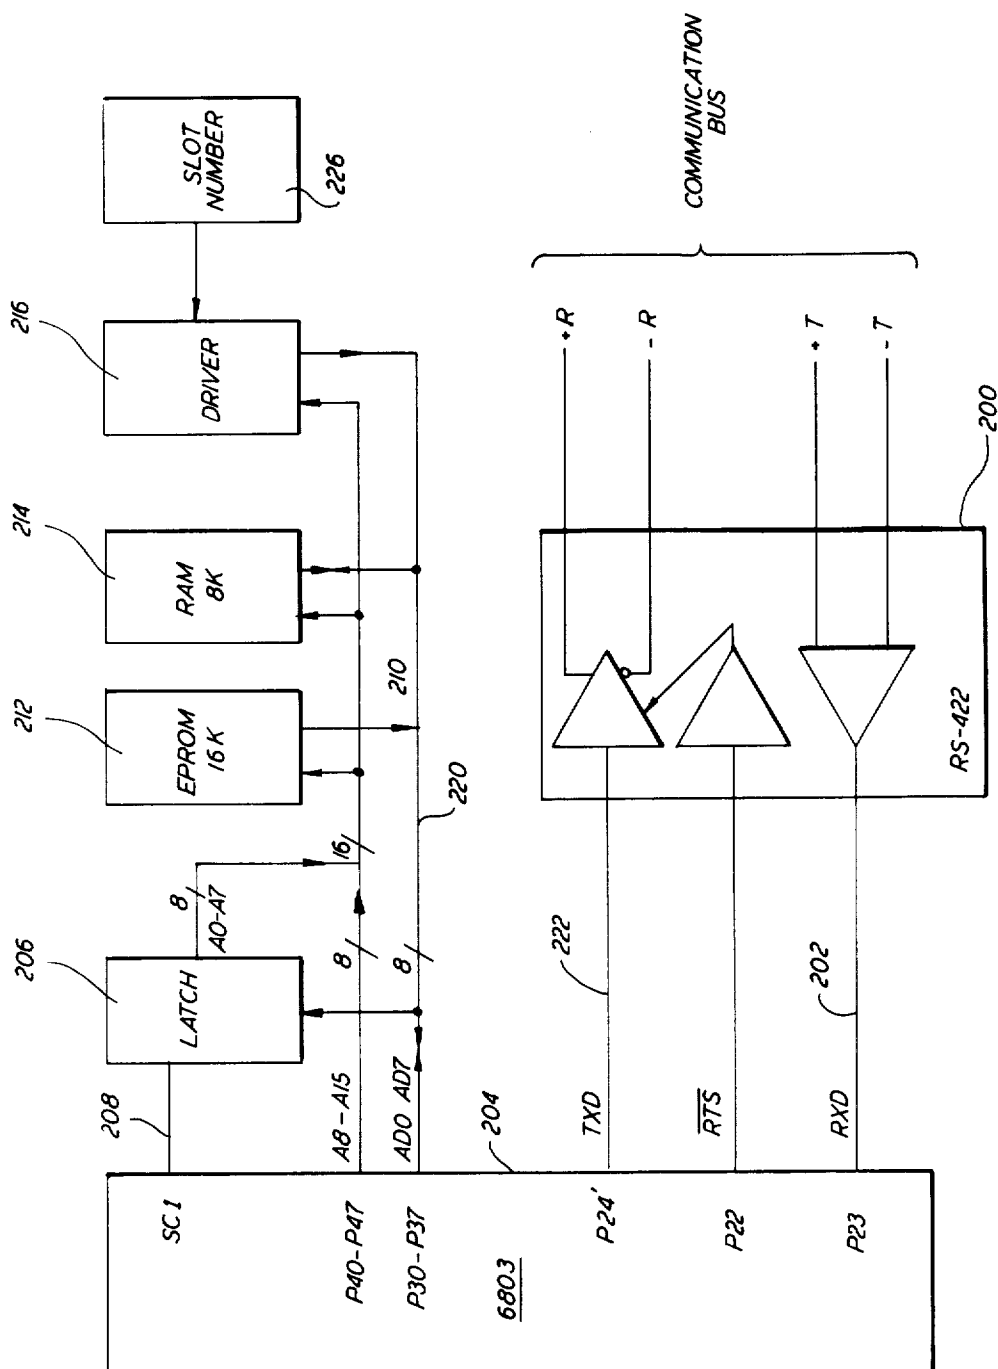 SLOT
NUMBER
226
216
DRIVER
214
RAM
8K
212
EPROM
16K
210
220
206
LATCH
8
A0-A7
16
8
8
208
A8-A15
AD0 AD7
204
SC1
P40-P47
P30-P37
6803
P24'
P22
P23
TXD
RTS
RXD
222
202
RS-422
200
+R
-R
+T
-T
COMMUNICATION
BUS